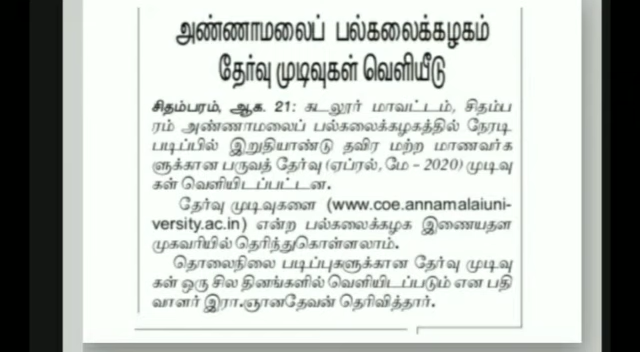 அண்ணாமலைப் பல்கலைக்கழகம்
தேர்வு முடிவுகள் வெளியீடு
சிதம்பரம், ஆக. 21: கடலூர் மாவட்டம், சிதம்ப
ரம் அண்ணாமலைப் பல்கலைக்கழகத்தில் நேரடி
படிப்பில் இறுதியாண்டு தவிர மற்ற மாணவர்க
ளுக்கான பருவத் தேர்வு (ஏப்ரல், மே - 2020) முடிவு
கள் வெளியிடப்பட்டன.
தேர்வு முடிவுகளை (www.coe.annamalaiuni-
versity.ac.in) என்ற பல்கலைக்கழக இணையதள
முகவரியில் தெரிந்துகொள்ளலாம்.
தொலைநிலை படிப்புகளுக்கான தேர்வு முடிவு
கள் ஒரு சில தினங்களில் வெளியிடப்படும் என பதி
வாளர் இரா.ஞானதேவன் தெரிவித்தார்.